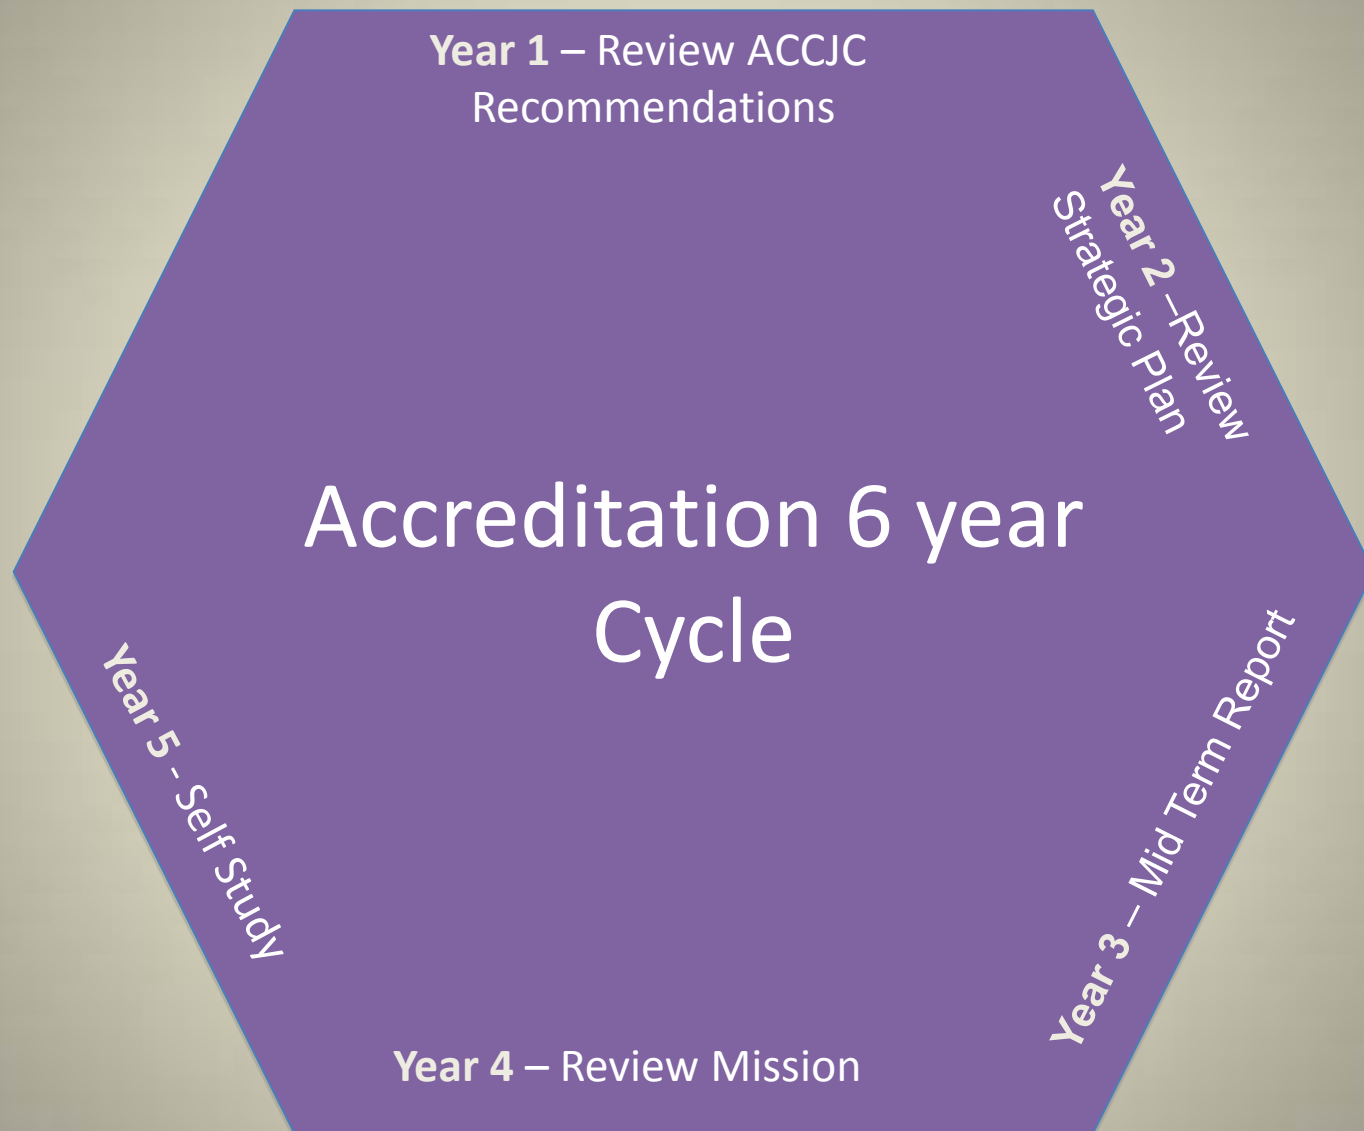 Year 1 – Review ACCJC
Recommendations
Year 2 –Review
Strategic Plan
Accreditation 6 year
Cycle
Year 3 – Mid Term Report
Year 4 – Review Mission
Year 5 - Self Study